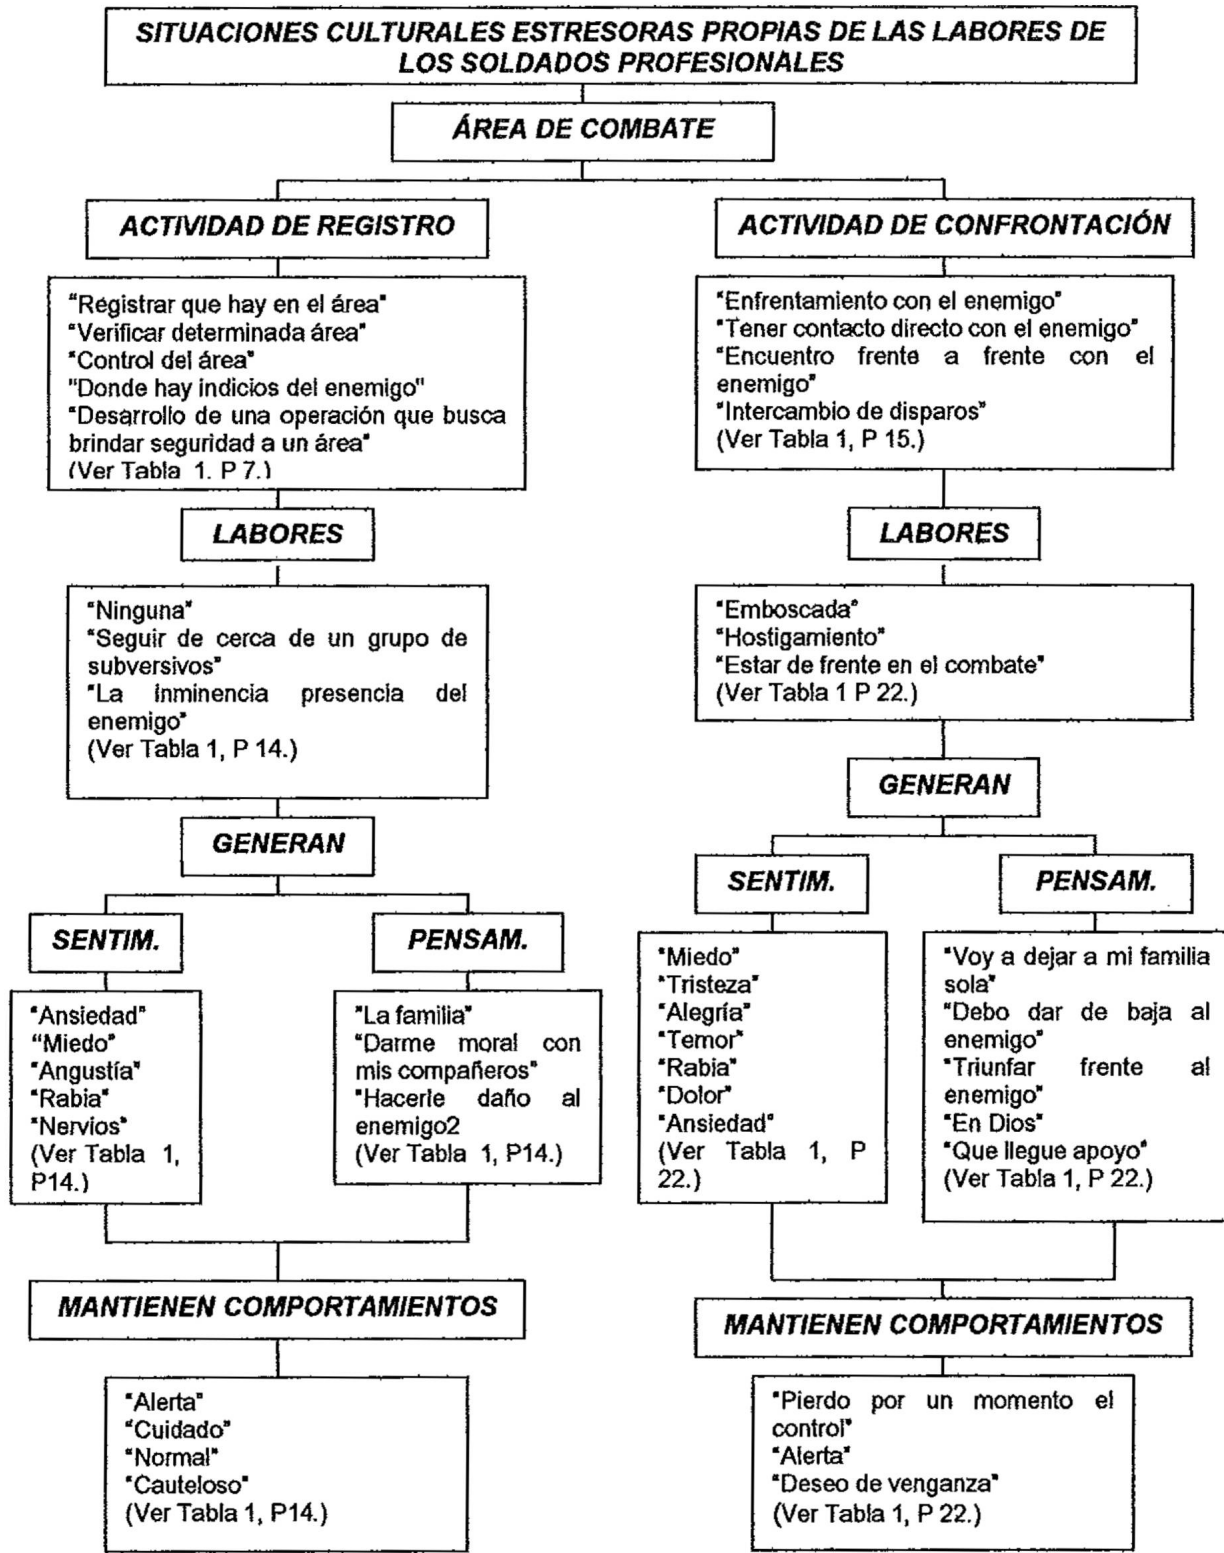 SITUACIONES CULTURALES ESTRESORAS PROPIAS DE LAS LABORES DE
LOS SOLDADOS PROFESIONALES
ÁREA DE COMBATE
ACTIVIDAD DE REGISTRO
"Registrar que hay en el área"
"Verificar determinada área"
"Control del área"
"Donde hay indicios del enemigo"
"Desarrollo de una operación que busca
brindar seguridad a un área"
(Ver Tabla 1. P 7.)
LABORES
"Ninguna"
"Seguir de cerca de un grupo de
subversivos"
"La inminencia presencia del
enemigo"
(Ver Tabla 1, P 14.)
GENERAN
SENTIM.
"Ansiedad"
"Miedo"
"Angustía"
"Rabia"
"Nervios"
(Ver Tabla 1,
P14.)
PENSAM.
"La familia"
"Darme moral con
mis compañeros"
"Hacerle daño al
enemigo2
(Ver Tabla 1, P14.)
MANTIENEN COMPORTAMIENTOS
"Alerta"
"Cuidado"
"Normal"
"Cauteloso"
(Ver Tabla 1, P14.)
ACTIVIDAD DE CONFRONTACIÓN
"Enfrentamiento con el enemigo"
"Tener contacto directo con el enemigo"
"Encuentro frente a frente con el
enemigo"
"Intercambio de disparos"
(Ver Tabla 1, P 15.)
LABORES
"Emboscada"
"Hostigamiento"
"Estar de frente en el combate"
(Ver Tabla 1 P 22.)
GENERAN
SENTIM.
"Miedo"
"Tristeza"
"Alegría"
"Temor"
"Rabia"
"Dolor"
"Ansiedad"
(Ver Tabla 1, P
22.)
PENSAM.
"Voy a dejar a mi familia
sola"
"Debo dar de baja al
enemigo"
"Triunfar frente al
enemigo"
"En Dios"
"Que llegue apoyo"
(Ver Tabla 1, P 22.)
MANTIENEN COMPORTAMIENTOS
"Pierdo por un momento el
control"
"Alerta"
"Deseo de venganza"
(Ver Tabla 1, P 22.)